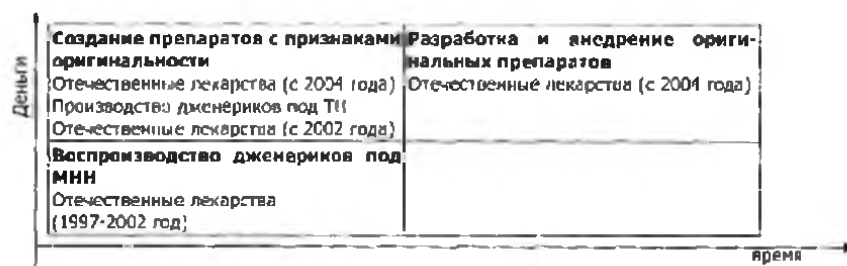 Деньги
Создание препаратов с признаками
оригинальности
Отечественные лекарства (с 2004 года)
Производство дженериков под ТН
Отечественные лекарства (с 2002 года)
Разработка и внедрение ориги-
нальных препаратов
Отечественные лекарства (с 2004 года)
Воспроизводство дженериков под
МНН
Отечественные лекарства
(1997-2002 год)
время